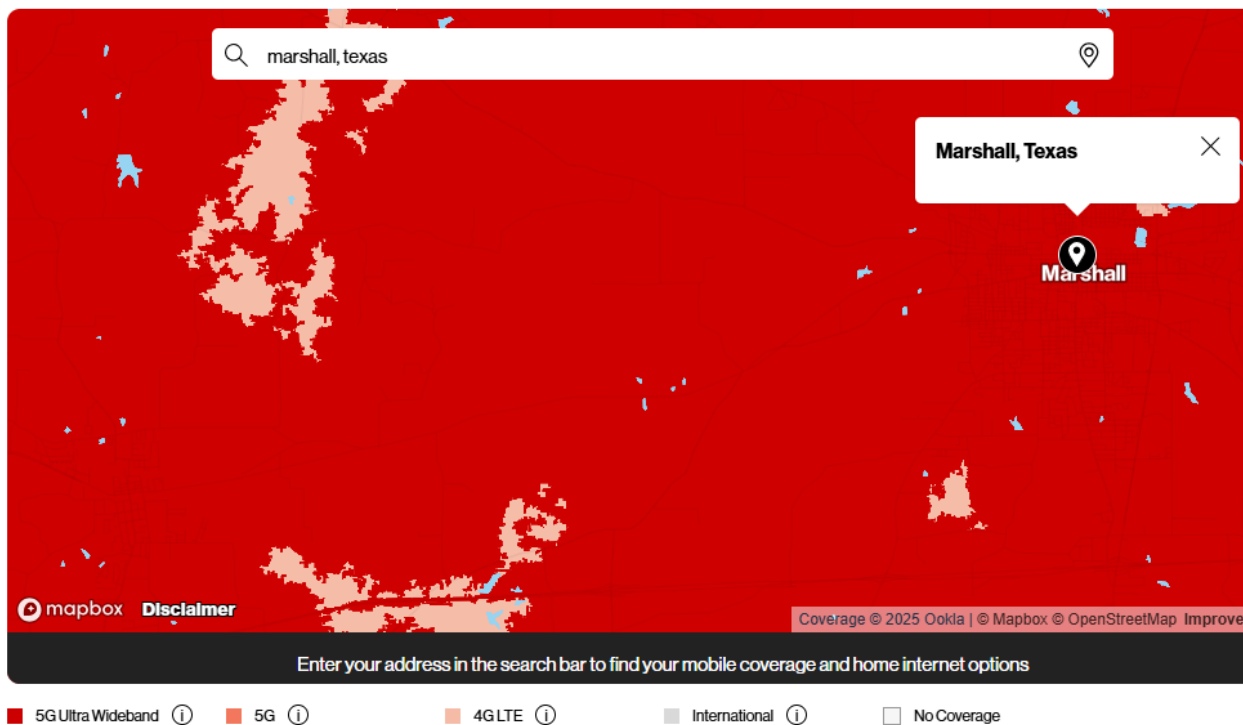 marshall, texas
Marshall, Texas
Marshall
mapbox Disclaimer
Coverage © 2025 Ookla | © Mapbox © OpenStreetMap Improve
Enter your address in the search bar to find your mobile coverage and home internet options
5G Ultra Wideband 5G 4G LTE International No Coverage